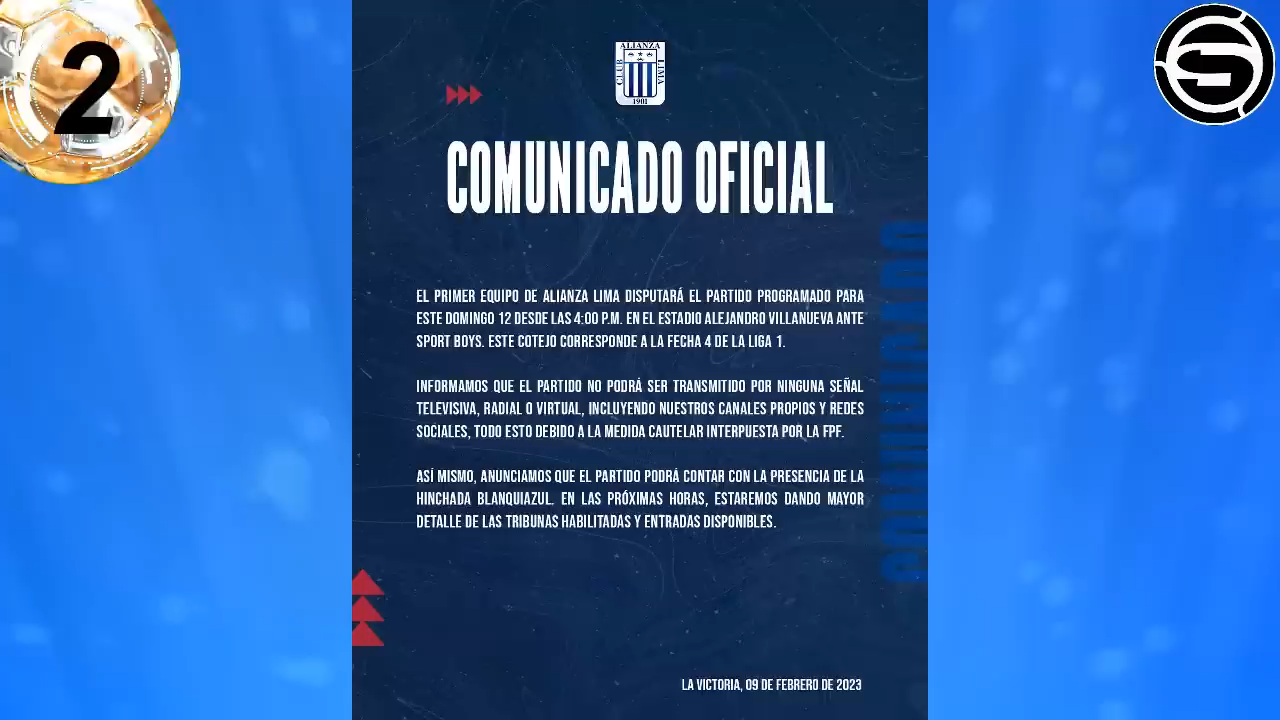 2
ALIANZA
CLUB
LIMA
1901
COMUNICADO OFICIAL
EL PRIMER EQUIPO DE ALIANZA LIMA DISPUTARÁ EL PARTIDO PROGRAMADO PARA
ESTE DOMINGO 12 DESDE LAS 4:00 P.M. EN EL ESTADIO ALEJANDRO VILLANUEVA ANTE
SPORT BOYS. ESTE COTEJO CORRESPONDE A LA FECHA 4 DE LA LIGA 1.
INFORMAMOS QUE EL PARTIDO NO PODRÁ SER TRANSMITIDO POR NINGUNA SEÑAL
TELEVISIVA, RADIAL O VIRTUAL, INCLUYENDO NUESTROS CANALES PROPIOS Y REDES
SOCIALES, TODO ESTO DEBIDO A LA MEDIDA CAUTELAR INTERPUESTA POR LA FPF.
ASÍ MISMO, ANUNCIAMOS QUE EL PARTIDO PODRÁ CONTAR CON LA PRESENCIA DE LA
HINCHADA BLANQUIAZUL. EN LAS PRÓXIMAS HORAS, ESTAREMOS DANDO MAYOR
DETALLE DE LAS TRIBUNAS HABILITADAS Y ENTRADAS DISPONIBLES.
COMUNICADO
LA VICTORIA, 09 DE FEBRERO DE 2023